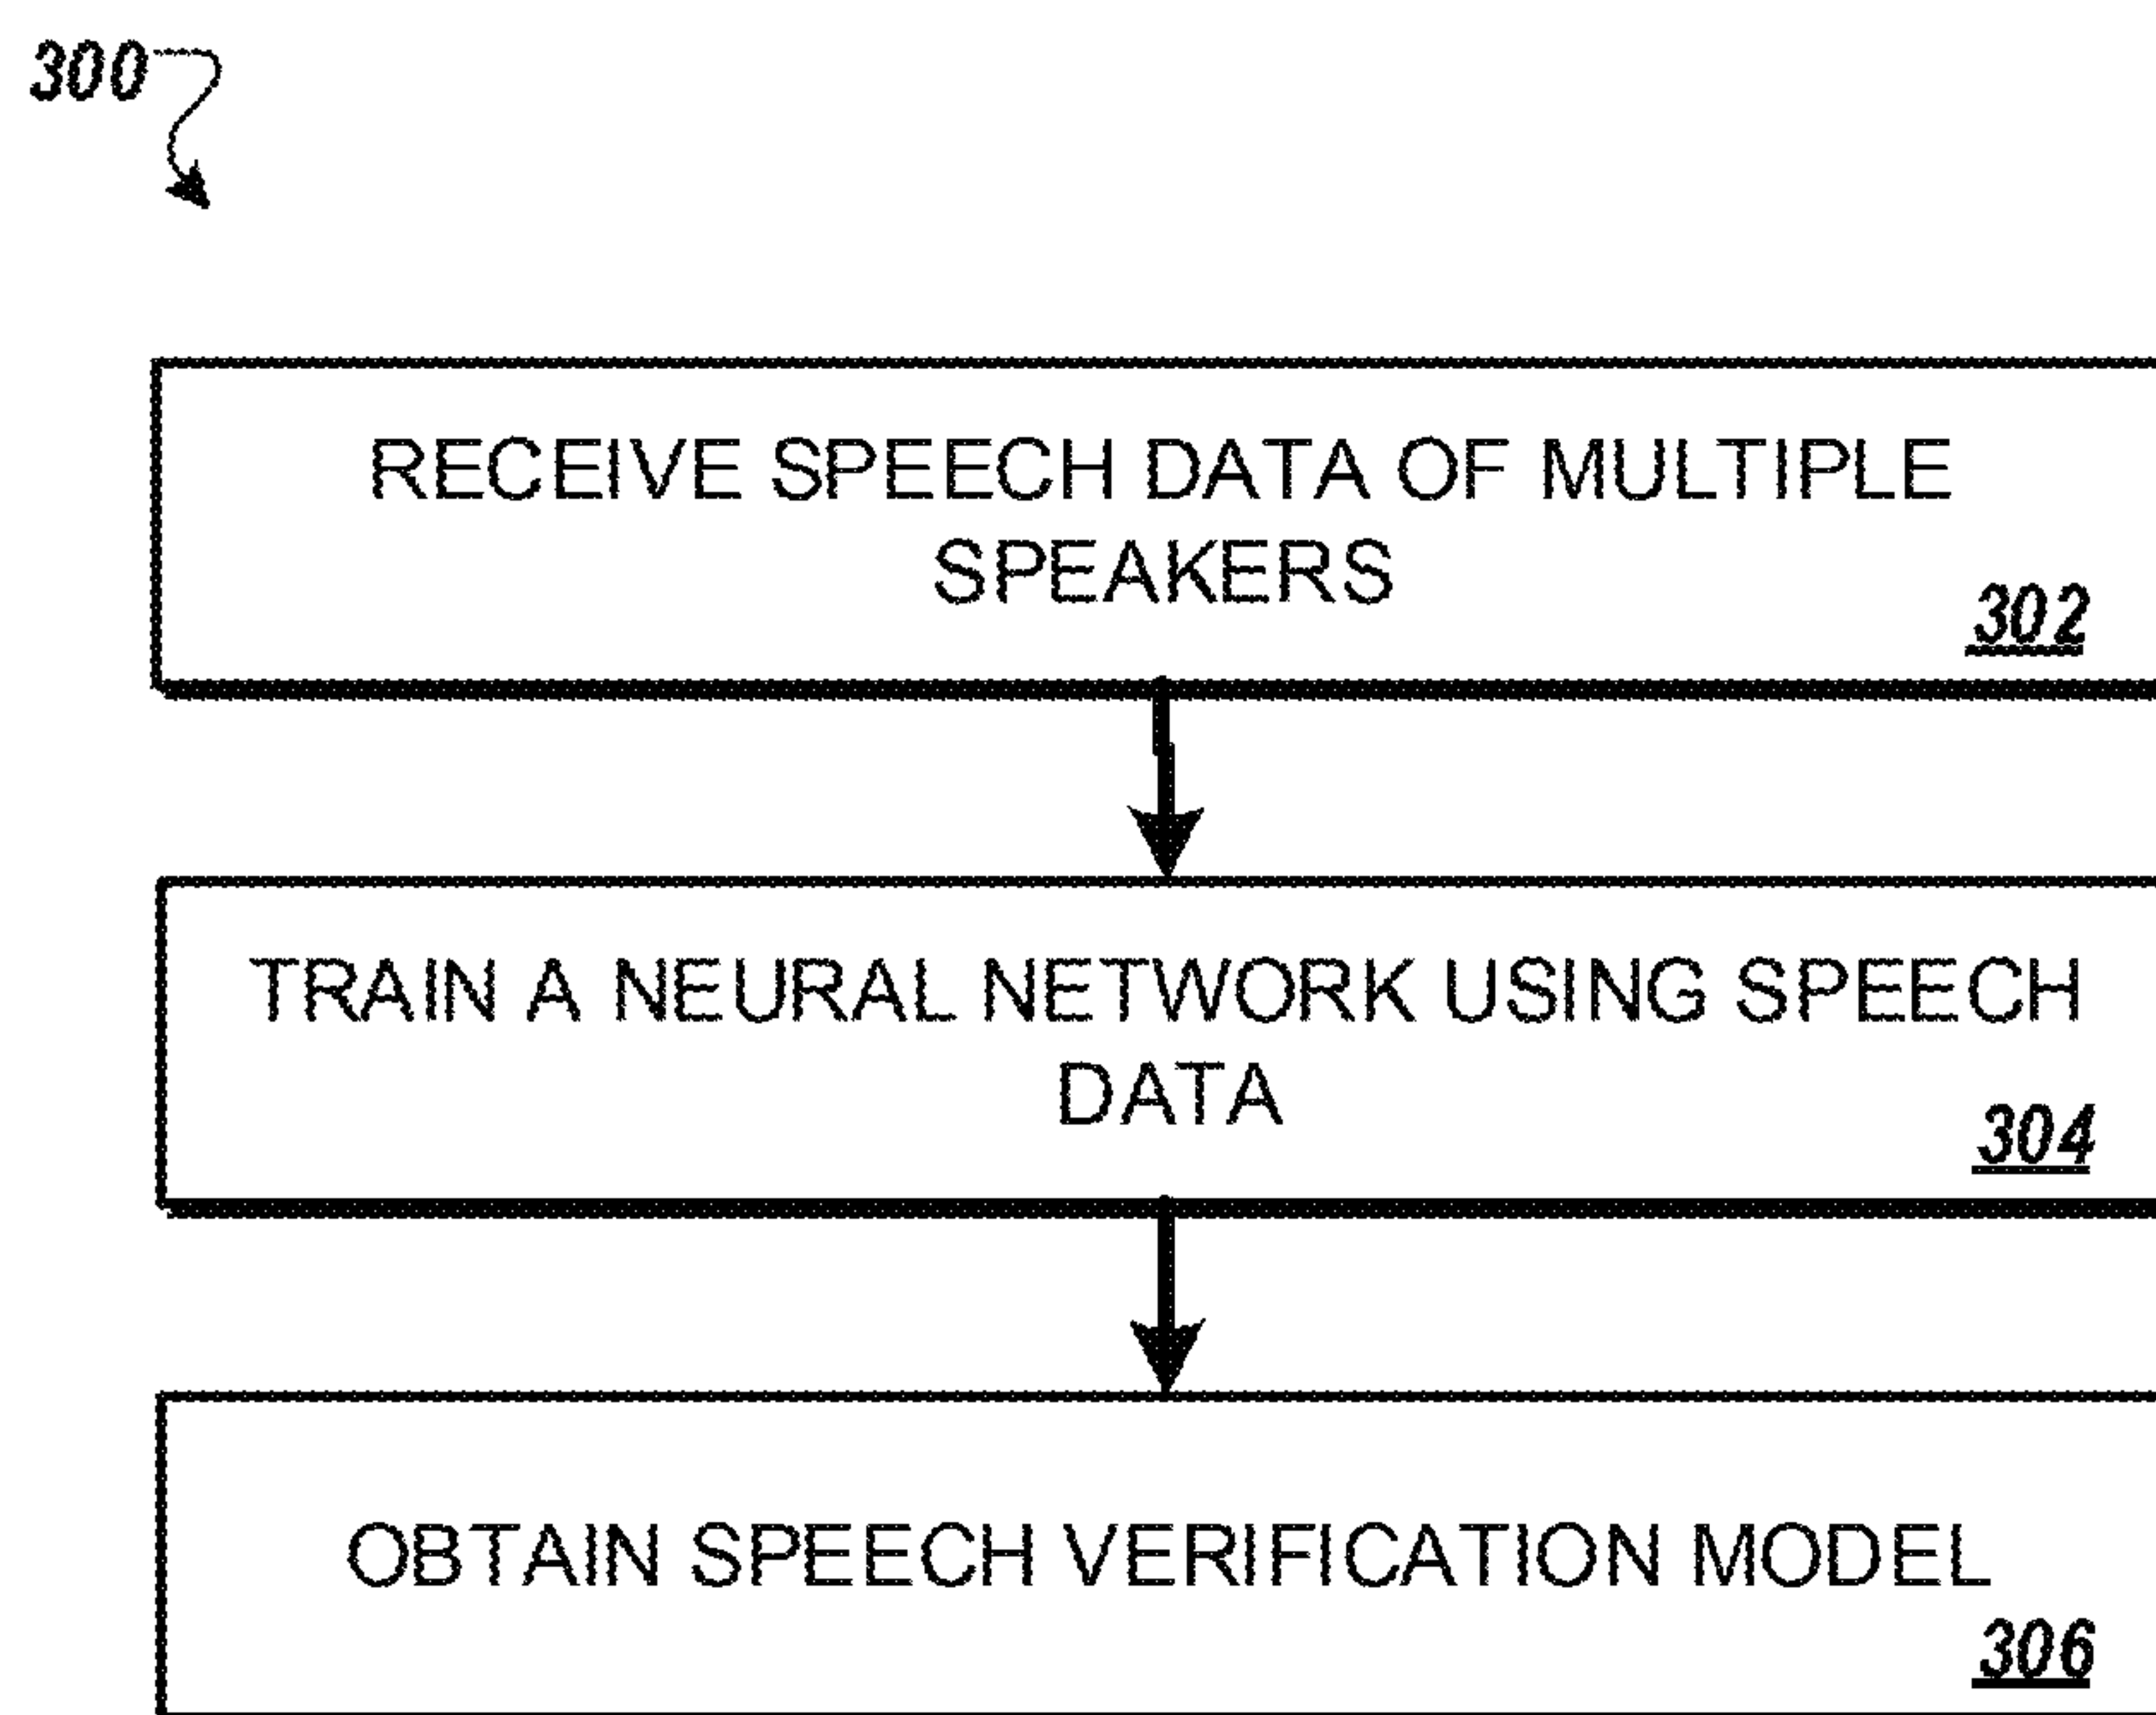 300
RECEIVE SPEECH DATA OF MULTIPLE
SPEAKERS
302
TRAIN A NEURAL NETWORK USING SPEECH
DATA
304
OBTAIN SPEECH VERIFICATION MODEL
306